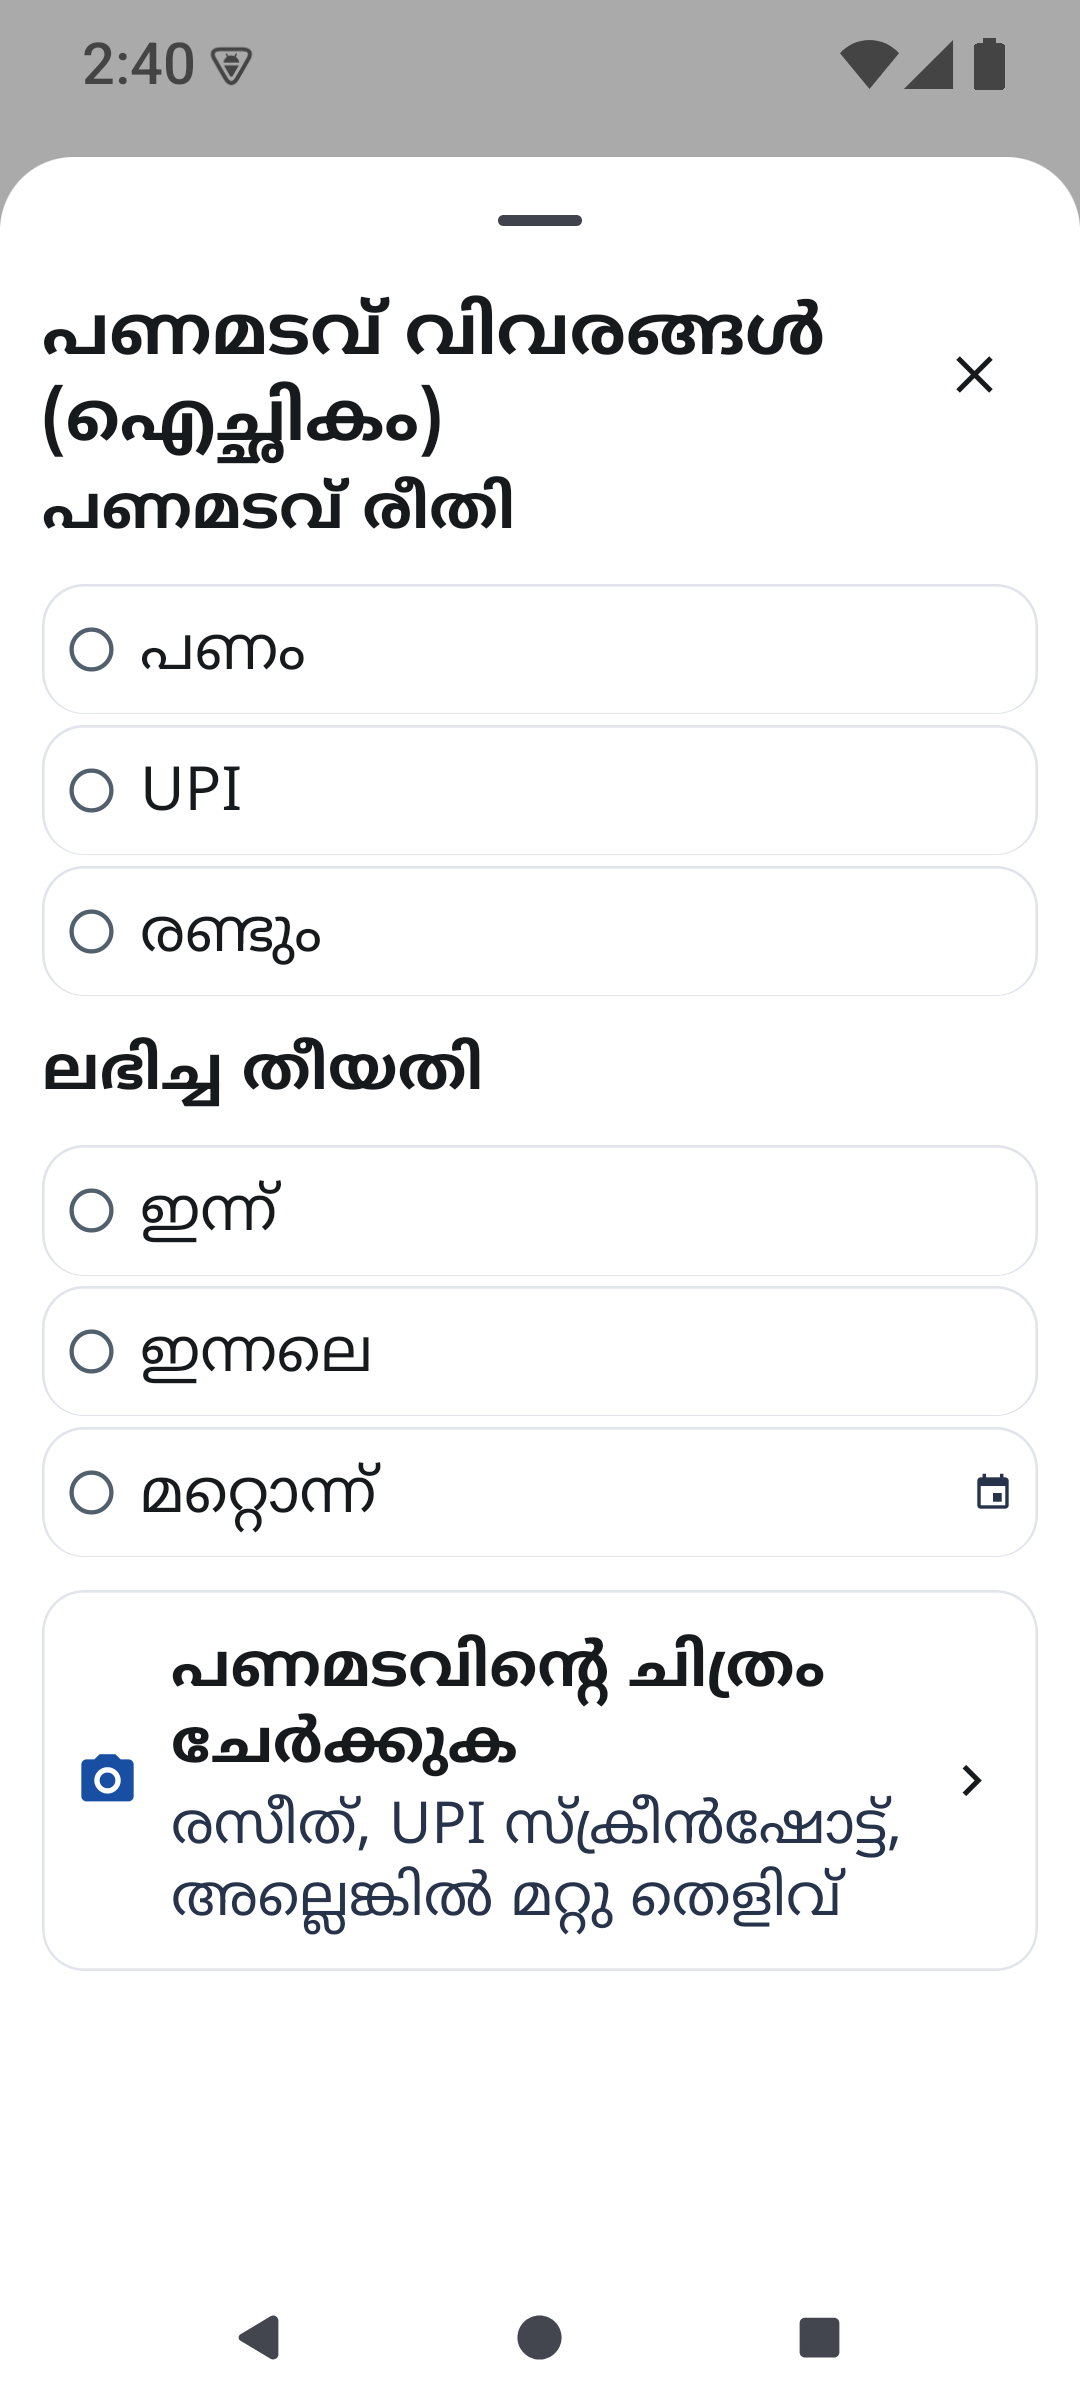 2:40
പണമടവ് വിവരങ്ങൾ
(ഐച്ഛികം)
പണമടവ് രീതി
പണം
UPI
രണ്ടും
ലഭിച്ച തീയതി
ഇന്ന്
ഇന്നലെ
മറ്റൊന്ന്
പണമടവിന്റെ ചിത്രം
ചേർക്കുക
രസീത്, UPI സ്ക്രീൻഷോട്ട്,
അല്ലെങ്കിൽ മറ്റു തെളിവ്